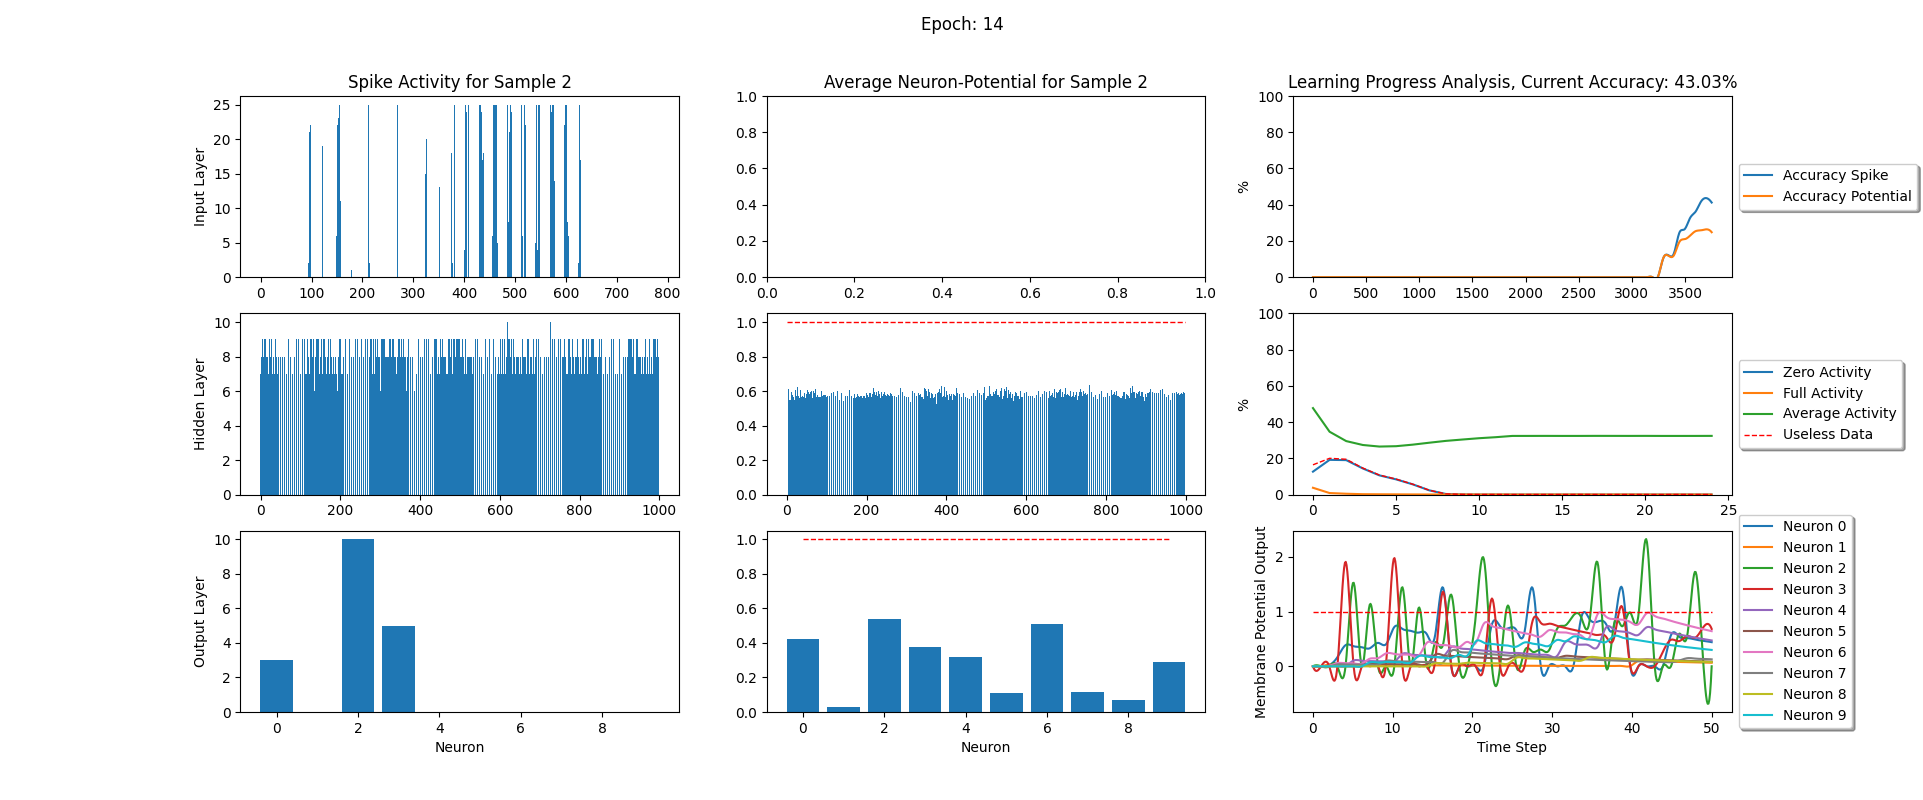 Epoch: 14
Spike Activity for Sample 2
Average Neuron-Potential for Sample 2
Learning Progress Analysis, Current Accuracy: 43.03%
Input Layer
25
20
15
10
5
0
0 100 200 300 400 500 600 700 800
1.0
0.8
0.6
0.4
0.2
0.0
0.0 0.2 0.4 0.6 0.8 1.0
%
100
80
60
40
20
0
0 500 1000 1500 2000 2500 3000 3500
Accuracy Spike
Accuracy Potential
Hidden Layer
10
8
6
4
2
0
0 200 400 600 800 1000
1.0
0.8
0.6
0.4
0.2
0.0
0 200 400 600 800 1000
%
100
80
60
40
20
0
0 5 10 15 20 25
Zero Activity
Full Activity
Average Activity
Useless Data
Output Layer
10
8
6
4
2
0
0 2 4 6 8
Neuron
1.0
0.8
0.6
0.4
0.2
0.0
0 2 4 6 8
Neuron
Membrane Potential Output
2
1
0
0 10 20 30 40 50
Time Step
Neuron 0
Neuron 1
Neuron 2
Neuron 3
Neuron 4
Neuron 5
Neuron 6
Neuron 7
Neuron 8
Neuron 9